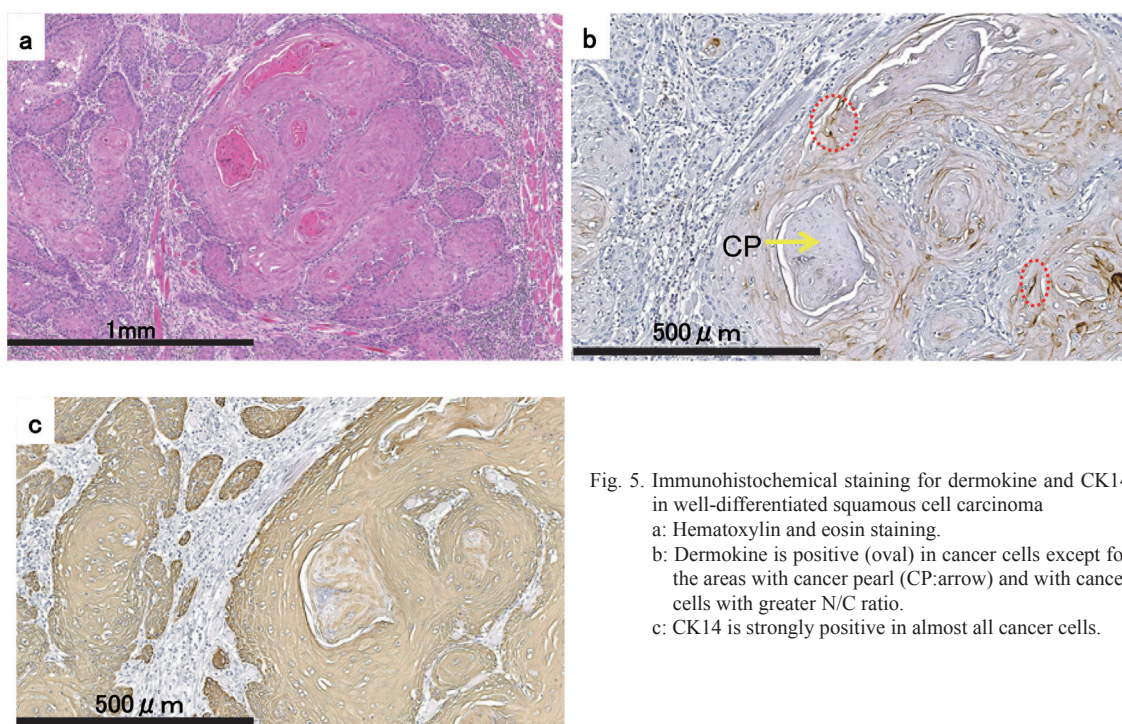 a
1mm
b
CP
500μm
c
500μm
Fig. 5. Immunohistochemical staining for dermokine and CK14
in well-differentiated squamous cell carcinoma
a: Hematoxylin and eosin staining.
b: Dermokine is positive (oval) in cancer cells except fo
the areas with cancer pearl (CP:arrow) and with cance
cells with greater N/C ratio.
c: CK14 is strongly positive in almost all cancer cells.